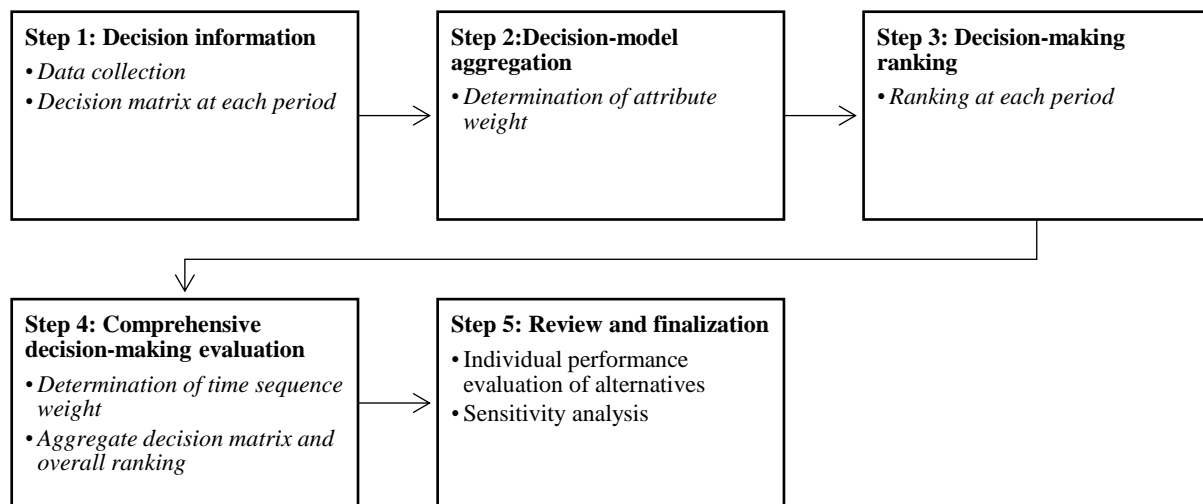 Step 1: Decision information
• Data collection
• Decision matrix at each period
Step 2:Decision-model
aggregation
• Determination of attribute
weight
Step 3: Decision-making
ranking
• Ranking at each period
Step 4: Comprehensive
decision-making evaluation
• Determination of time sequence
weight
• Aggregate decision matrix and
overall ranking
Step 5: Review and finalization
• Individual performance
evaluation of alternatives
• Sensitivity analysis